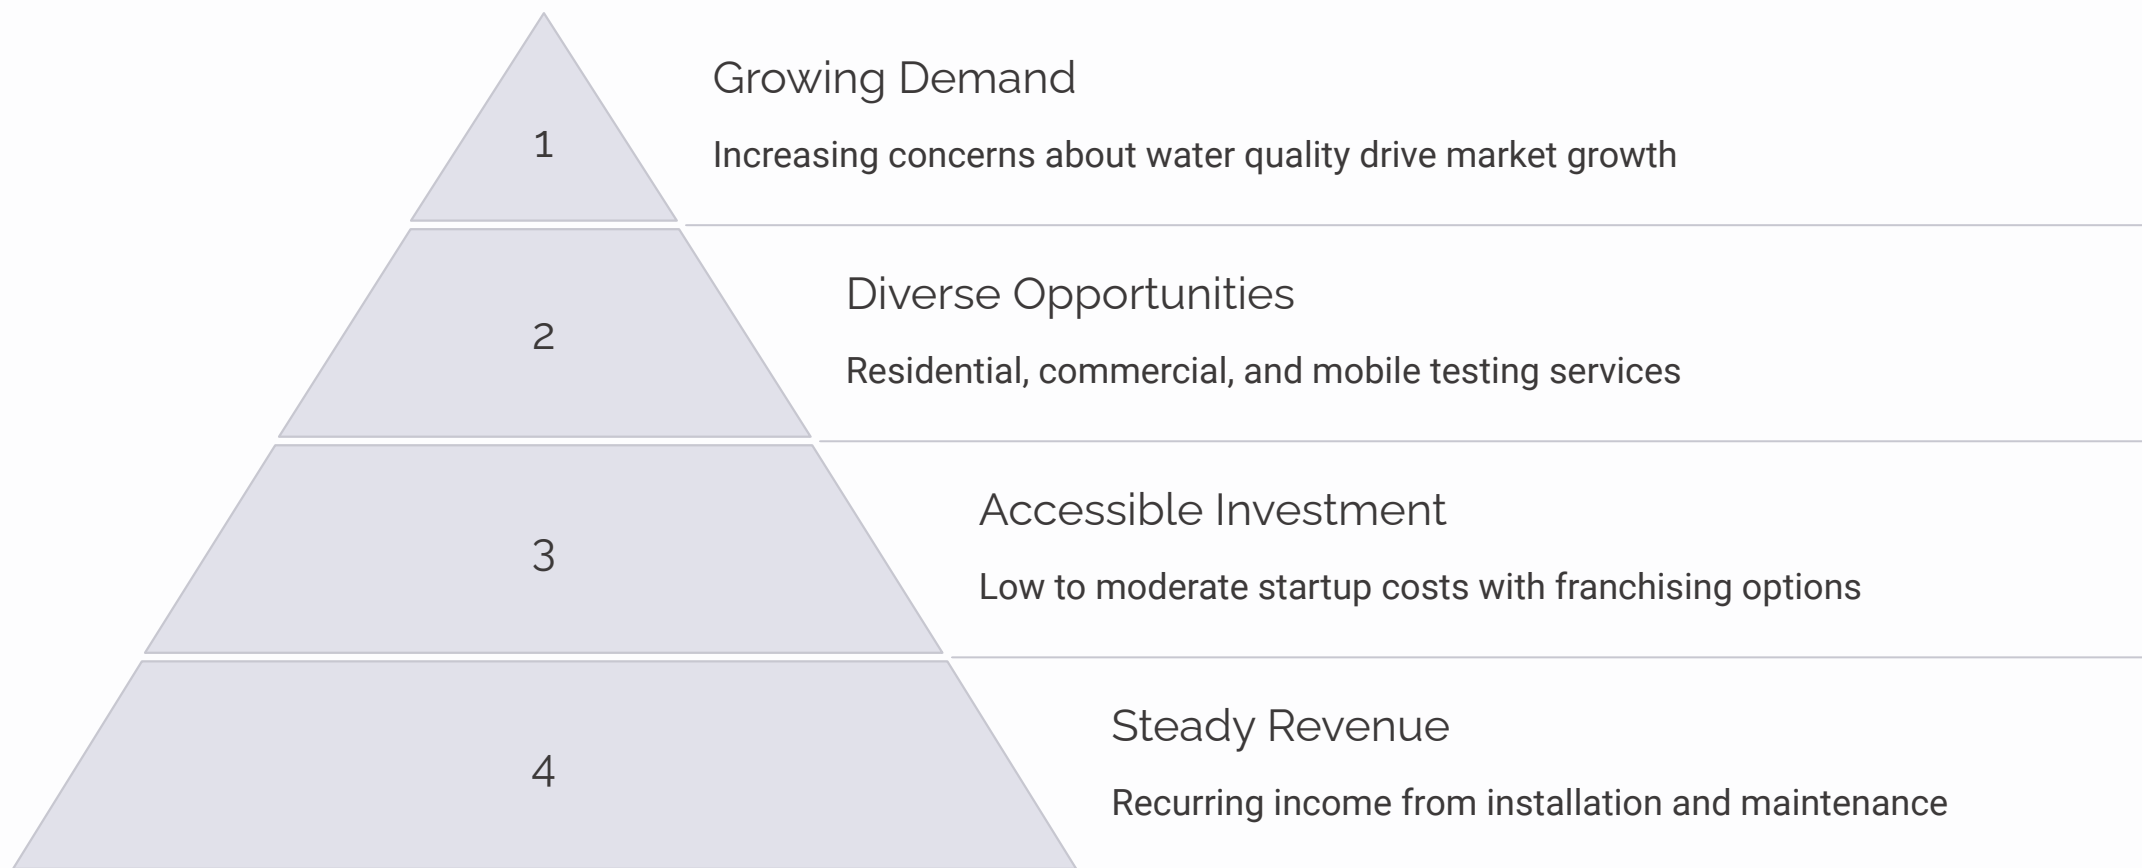 1
Growing Demand
Increasing concerns about water quality drive market growth
2
Diverse Opportunities
Residential, commercial, and mobile testing services
3
Accessible Investment
Low to moderate startup costs with franchising options
4
Steady Revenue
Recurring income from installation and maintenance